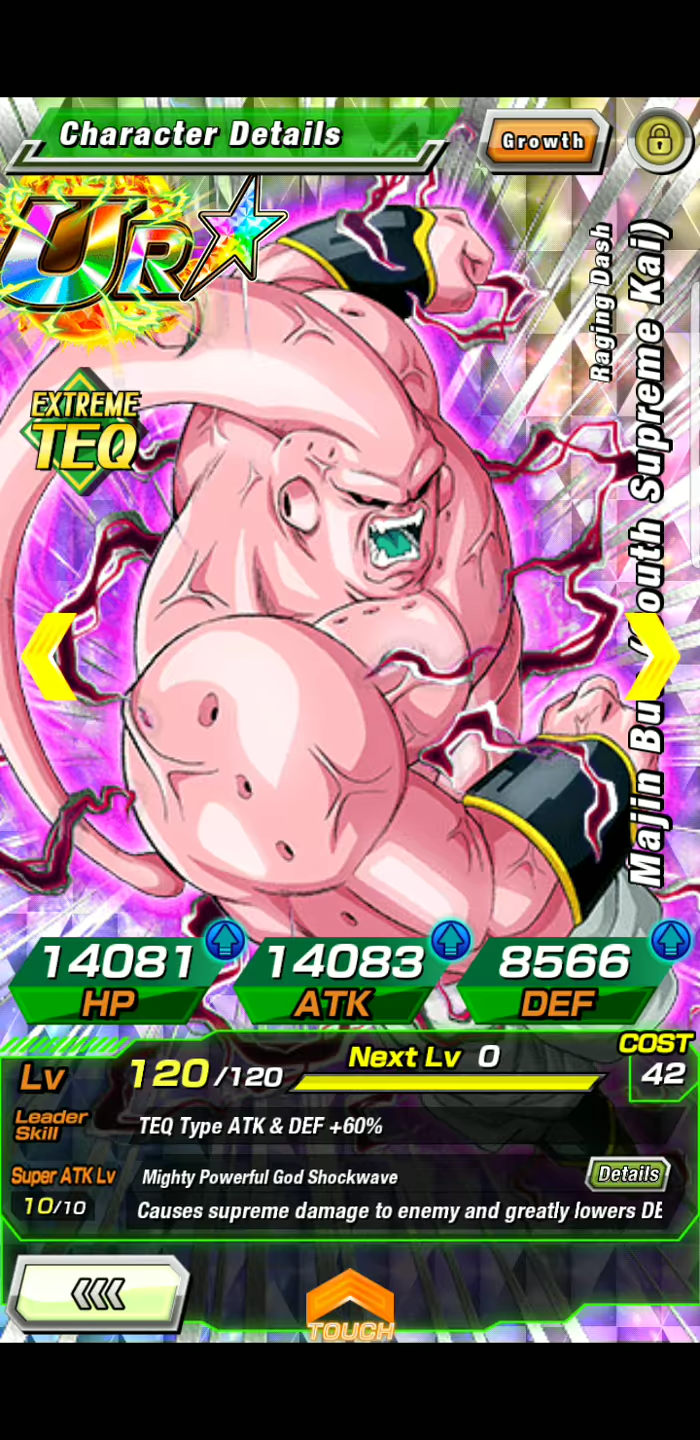 Character Details
Growth
UR
Raging Dash
Majin Bu outh Supreme Kai)
EXTREME
TEQ
14081
HP
14083
ATK
8566
DEF
COST
42
Lv
120/120
Next Lv 0
Leader
Skill
TEQ Type ATK & DEF +60%
Super ATK Lv
10/10
Mighty Powerful God Shockwave
Details
Causes supreme damage to enemy and greatly lowers DE
TOUCH